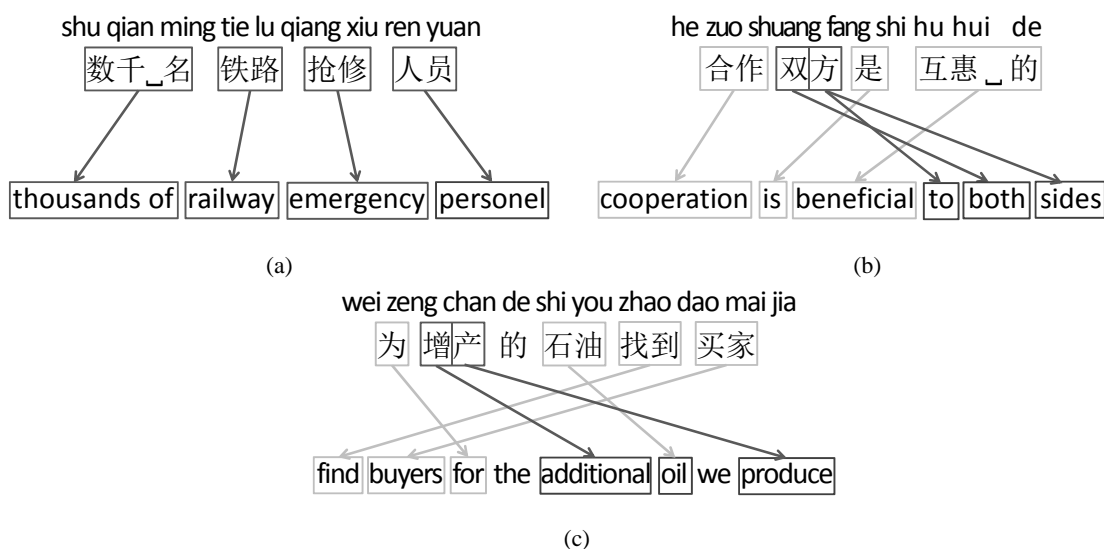 shu qian ming tie lu qiang xiu ren yuan
数千␣名 铁路 抢修 人员
thousands of railway emergency personel
(a)
he zuo shuang fang shi hu hui de
合作 双方 是 互惠␣的
cooperation is beneficial to both sides
(b)
wei zeng chan de shi you zhao dao mai jia
为 增产 的 石油 找到 买家
find buyers for the additional oil we produce
(c)